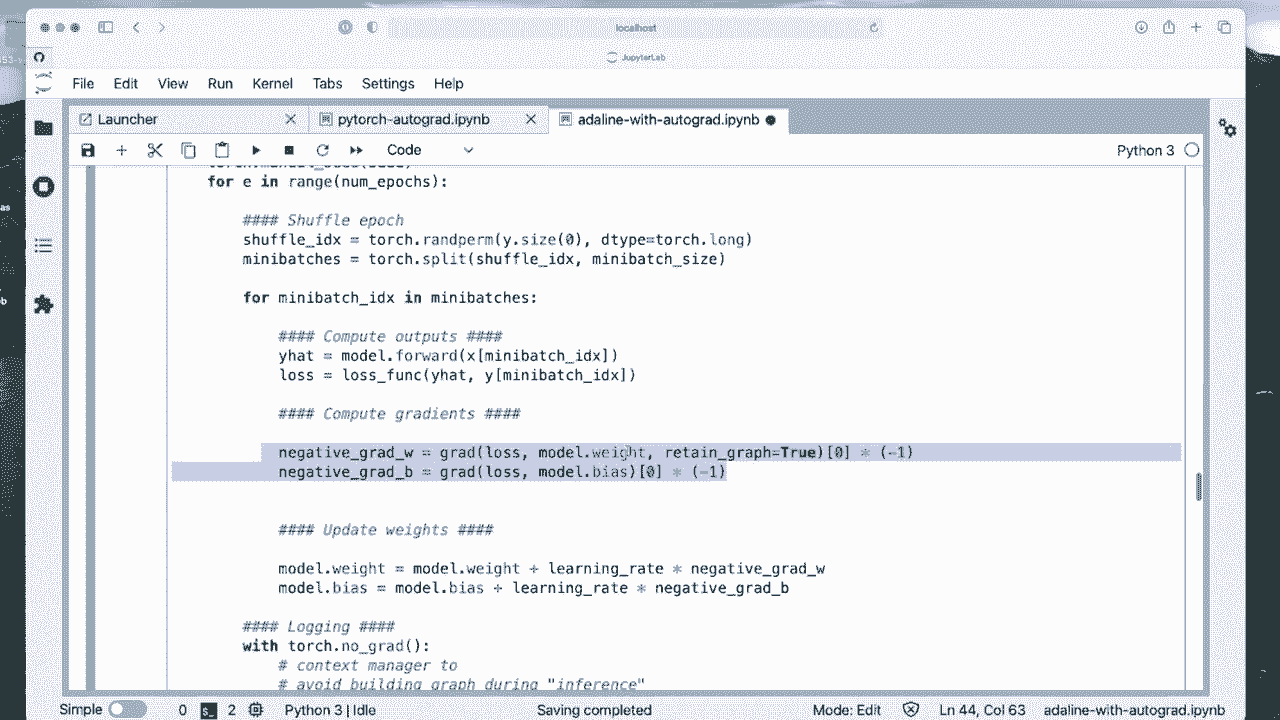 localhost
JupyterLab
File Edit View Run Kernel Tabs Settings Help
Launcher
pytorch-autograd.ipynb
adaline-with-autograd.ipynb
Code
Python 3
for e in range(num_epochs):
#### Shuffle epoch
shuffle_idx = torch.randperm(y.size(0), dtype=torch.long)
minibatches = torch.split(shuffle_idx, minibatch_size)
for minibatch_idx in minibatches:
#### Compute outputs ####
yhat = model.forward(x[minibatch_idx])
loss = loss_func(yhat, y[minibatch_idx])
#### Compute gradients ####
negative_grad_w = grad(loss, model.weight, retain_graph=True)[0] * (-1)
negative_grad_b = grad(loss, model.bias)[0] * (-1)
#### Update weights ####
model.weight = model.weight + learning_rate * negative_grad_w
model.bias = model.bias + learning_rate * negative_grad_b
#### Logging ####
with torch.no_grad():
# context manager to
# avoid building graph during "inference"
Simple 0 2 Python 3 | Idle Saving completed Mode: Edit Ln 44, Col 63 adaline-with-autograd.ipynb